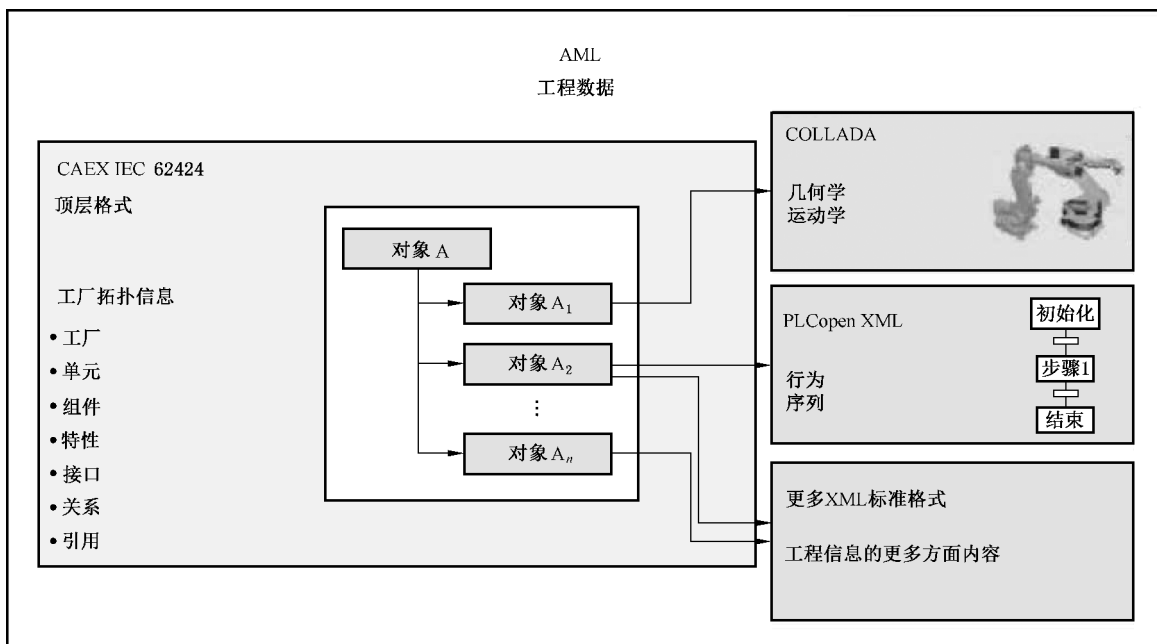 AML
工程数据
CAEX IEC 62424
顶层格式
工厂拓扑信息
• 工厂
• 单元
• 组件
• 特性
• 接口
• 关系
• 引用
对象 A
对象 A₁
对象 A₂
⋮
对象 Aₙ
COLLADA
几何学
运动学
PLCopen XML
行为
序列
初始化
步骤1
结束
更多XML标准格式
工程信息的更多方面内容